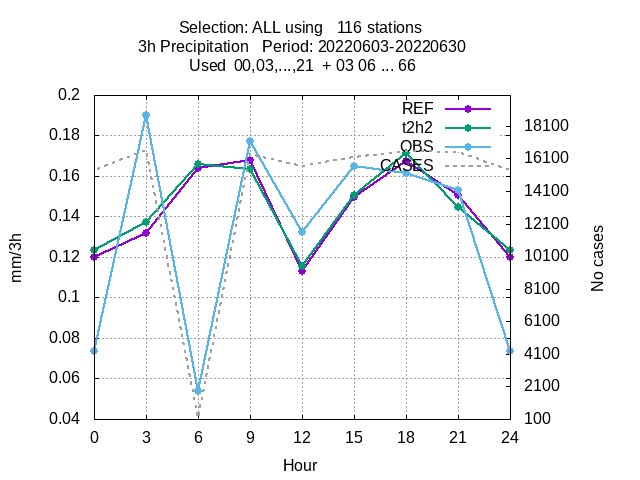 Selection: ALL using   116 stations
3h Precipitation   Period: 20220603-20220630
Used  00,03,...,21  + 03 06 ... 66
0.2
0.18
0.16
0.14
0.12
0.1
0.08
0.06
0.04
mm/3h
REF
t2h2
OBS
CASES
18100
16100
14100
12100
10100
8100
6100
4100
2100
100
No cases
0 3 6 9 12 15 18 21 24
Hour